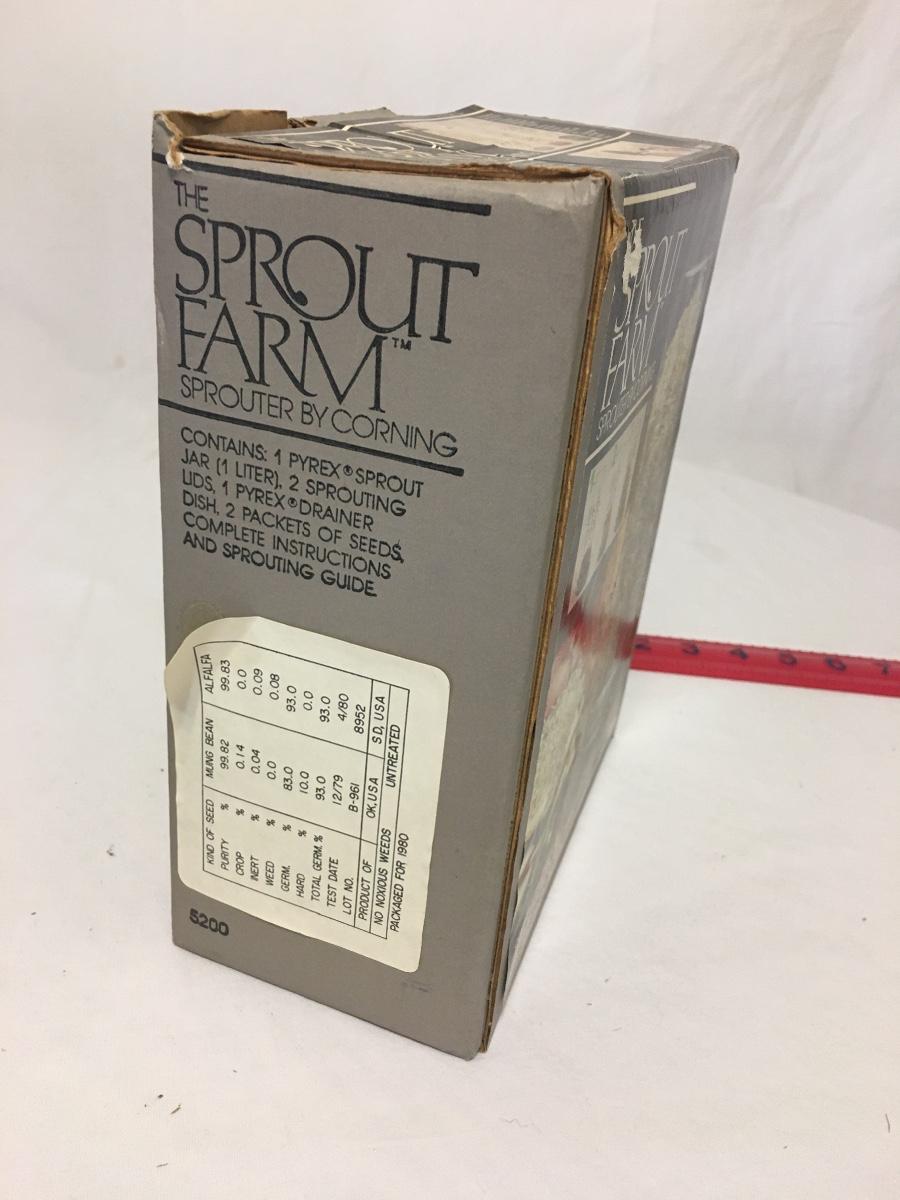 THE
SPROUT
FARM™
SPROUTER BY CORNING
CONTAINS: 1 PYREX® SPROUT
JAR (1 LITER), 2 SPROUTING
LIDS, 1 PYREX® DRAINER
DISH, 2 PACKETS OF SEEDS,
COMPLETE INSTRUCTIONS
AND SPROUTING GUIDE.
KIND OF SEED MUNG BEAN ALFALFA
PURITY % 99.82 99.83
CROP % 0.14 0.0
INERT % 0.04 0.09
WEED % 0.0 0.08
GERM. % 83.0 93.0
HARD % 10.0 0.0
TOTAL GERM. % 93.0 93.0
TEST DATE 12/79 4/80
LOT NO. B-961 8952
PRODUCT OF OK, USA SD, USA
NO NOXIOUS WEEDS UNTREATED
PACKAGED FOR 1980
5200
SPROUT
FARM
SPROUTER BY CORNING